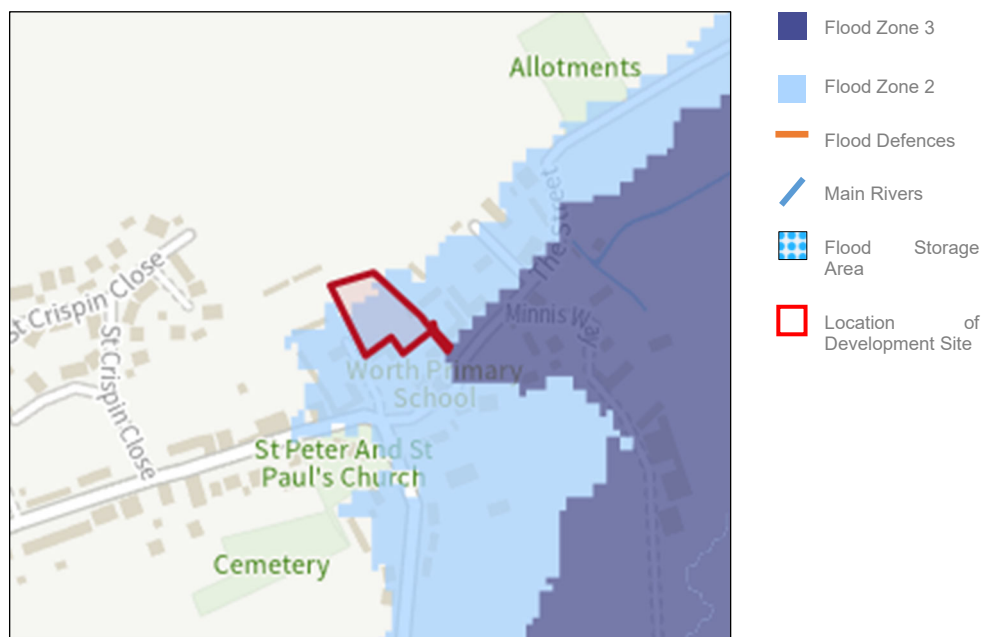 Allotments
The Street
St Crispin Close
St Crispin Close
Minnis Way
Worth Primary
School
St Peter And St
Paul's Church
Cemetery
Flood Zone 3
Flood Zone 2
Flood Defences
Main Rivers
Flood Storage
Area
Location of
Development Site